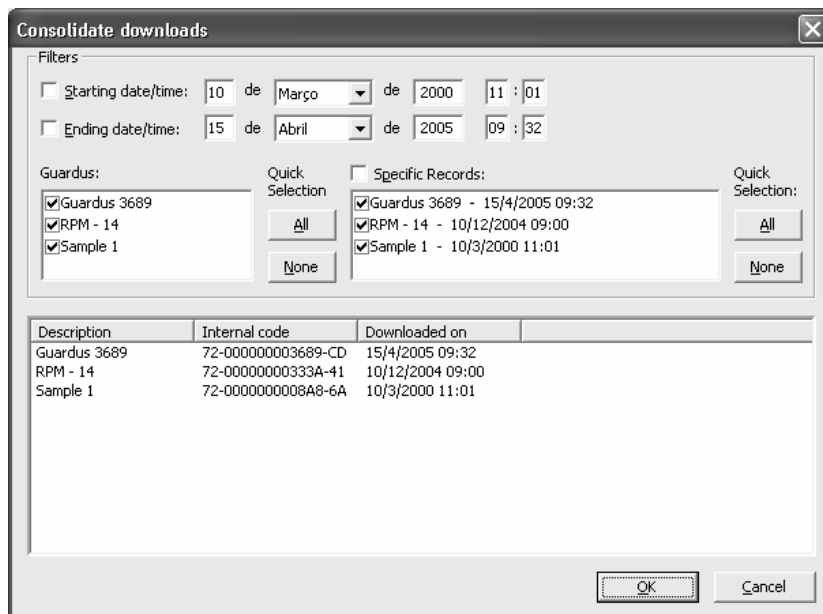 Consolidate downloads
Filters
Starting date/time: 10 de Março de 2000 11 : 01
Ending date/time: 15 de Abril de 2005 09 : 32
Guardus:
Quick Selection
Specific Records:
Quick Selection:
Guardus 3689
RPM - 14
Sample 1
All
None
Guardus 3689 - 15/4/2005 09:32
RPM - 14 - 10/12/2004 09:00
Sample 1 - 10/3/2000 11:01
All
None
Description Internal code Downloaded on
Guardus 3689 72-000000003689-CD 15/4/2005 09:32
RPM - 14 72-00000000333A-41 10/12/2004 09:00
Sample 1 72-0000000008A8-6A 10/3/2000 11:01
OK Cancel